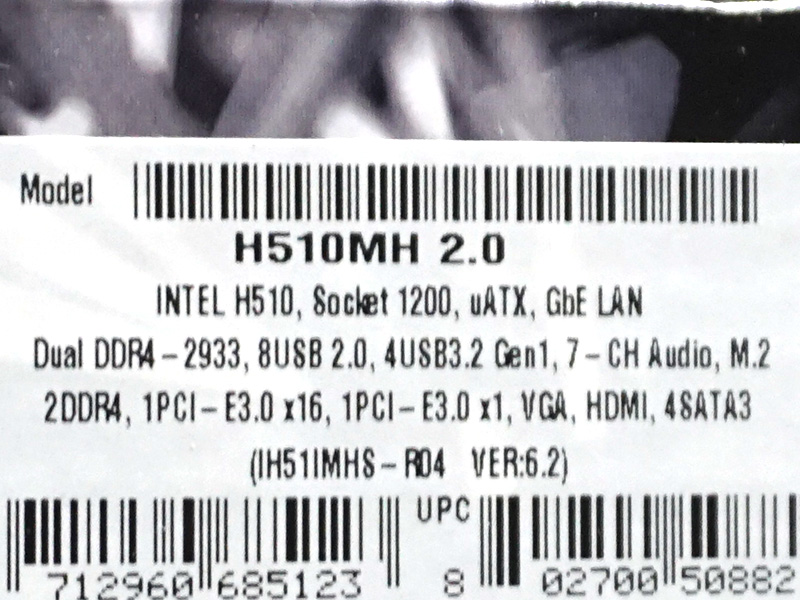 Model
H510MH 2.0
INTEL H510, Socket 1200, uATX, GbE LAN
Dual DDR4-2933, 8USB 2.0, 4USB3.2 Gen1, 7-CH Audio, M.2
2DDR4, 1PCI-E3.0 x16, 1PCI-E3.0 x1, VGA, HDMI, 4SATA3
(IH51IMHS-R04 VER:6.2)
UPC
712960 685123 8 02700 50882